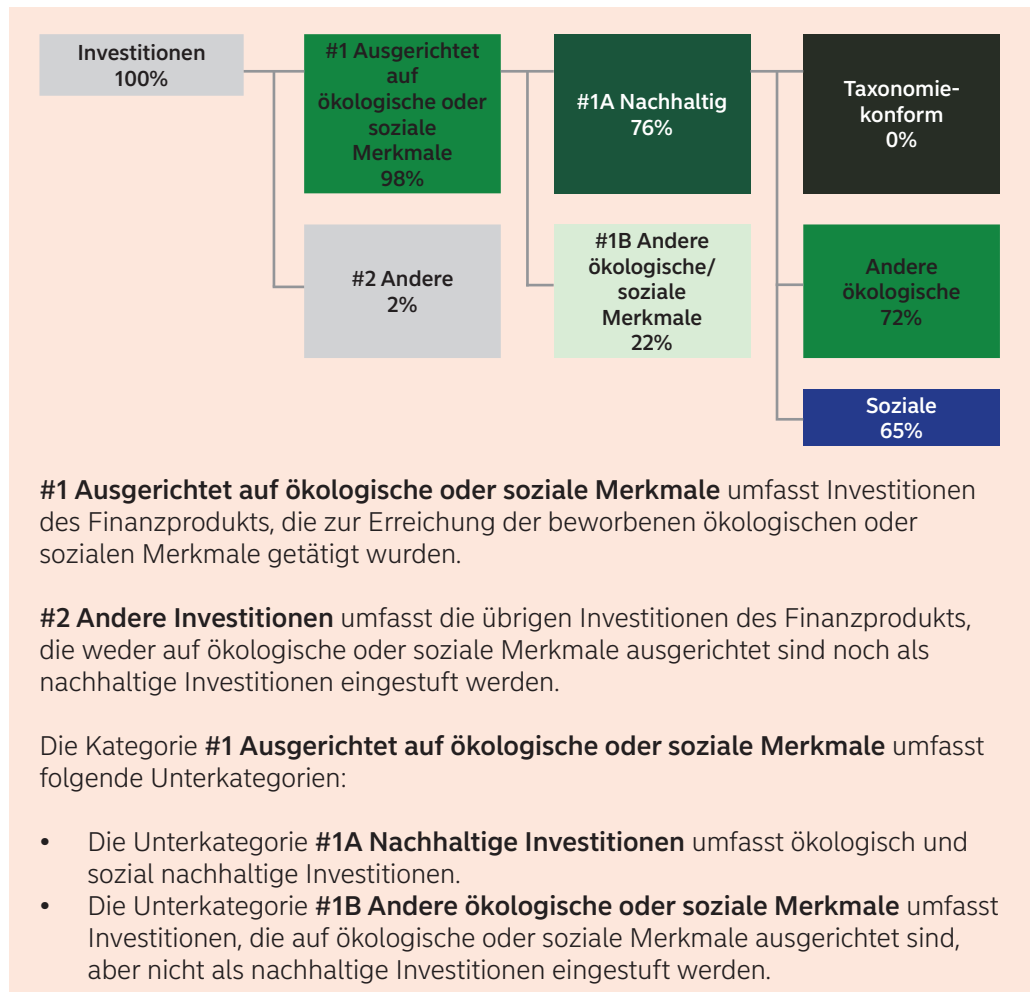 Investitionen
100%
#1 Ausgerichtet
auf
ökologische oder
soziale
Merkmale
98%
#1A Nachhaltig
76%
Taxonomie-
konform
0%
#2 Andere
2%
#1B Andere
ökologische/
soziale
Merkmale
22%
Andere
ökologische
72%
Soziale
65%
#1 Ausgerichtet auf ökologische oder soziale Merkmale umfasst Investitionen
des Finanzprodukts, die zur Erreichung der beworbenen ökologischen oder
sozialen Merkmale getätigt wurden.
#2 Andere Investitionen umfasst die übrigen Investitionen des Finanzprodukts,
die weder auf ökologische oder soziale Merkmale ausgerichtet sind noch als
nachhaltige Investitionen eingestuft werden.
Die Kategorie #1 Ausgerichtet auf ökologische oder soziale Merkmale umfasst
folgende Unterkategorien:
• Die Unterkategorie #1A Nachhaltige Investitionen umfasst ökologisch und
sozial nachhaltige Investitionen.
• Die Unterkategorie #1B Andere ökologische oder soziale Merkmale umfasst
Investitionen, die auf ökologische oder soziale Merkmale ausgerichtet sind,
aber nicht als nachhaltige Investitionen eingestuft werden.